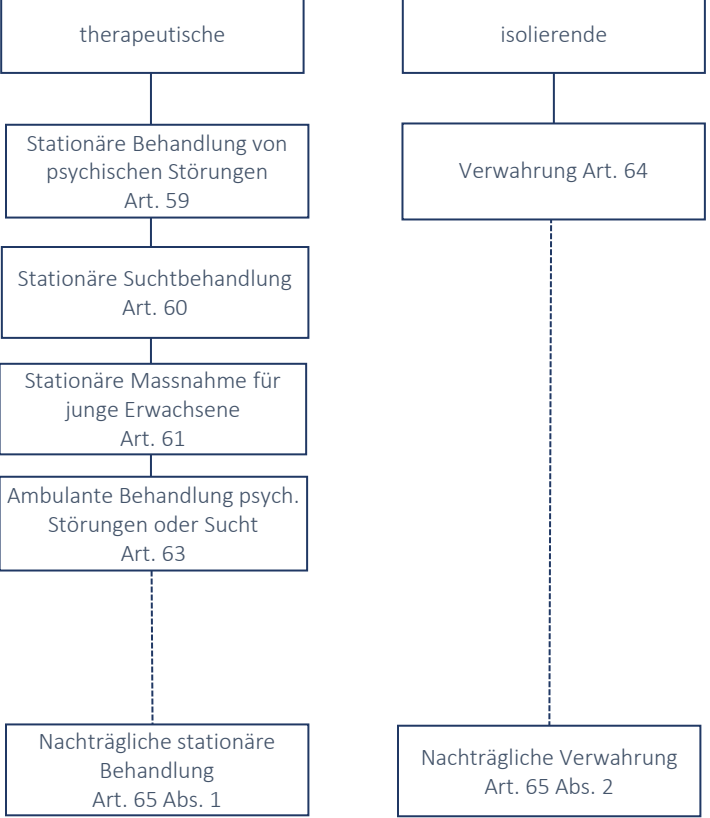 therapeutische
isolierende
Stationäre Behandlung von
psychischen Störungen
Art. 59
Verwahrung Art. 64
Stationäre Suchtbehandlung
Art. 60
Stationäre Massnahme für
junge Erwachsene
Art. 61
Ambulante Behandlung psych.
Störungen oder Sucht
Art. 63
Nachträgliche stationäre
Behandlung
Art. 65 Abs. 1
Nachträgliche Verwahrung
Art. 65 Abs. 2